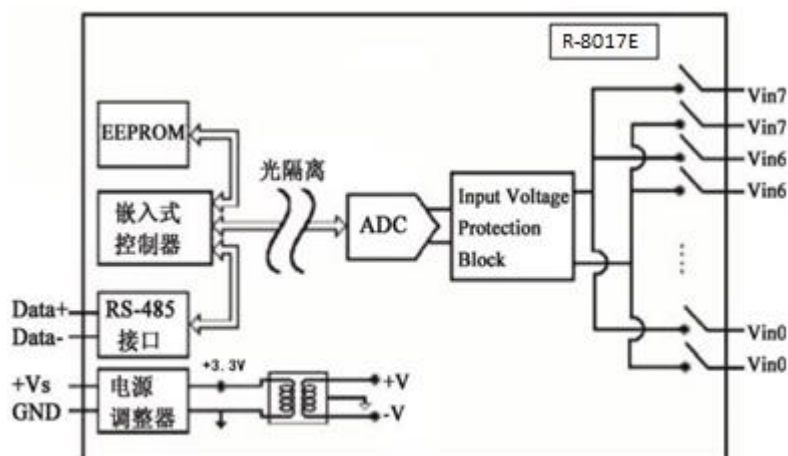 R-8017E
EEPROM
光隔离
嵌入式
控制器
ADC
Input Voltage
Protection
Block
Vin7
Vin7
Vin6
Vin6
Vin0
Vin0
Data+
Data-
RS-485
接口
+3.3V
+Vs
GND
电源
调整器
+V
-V